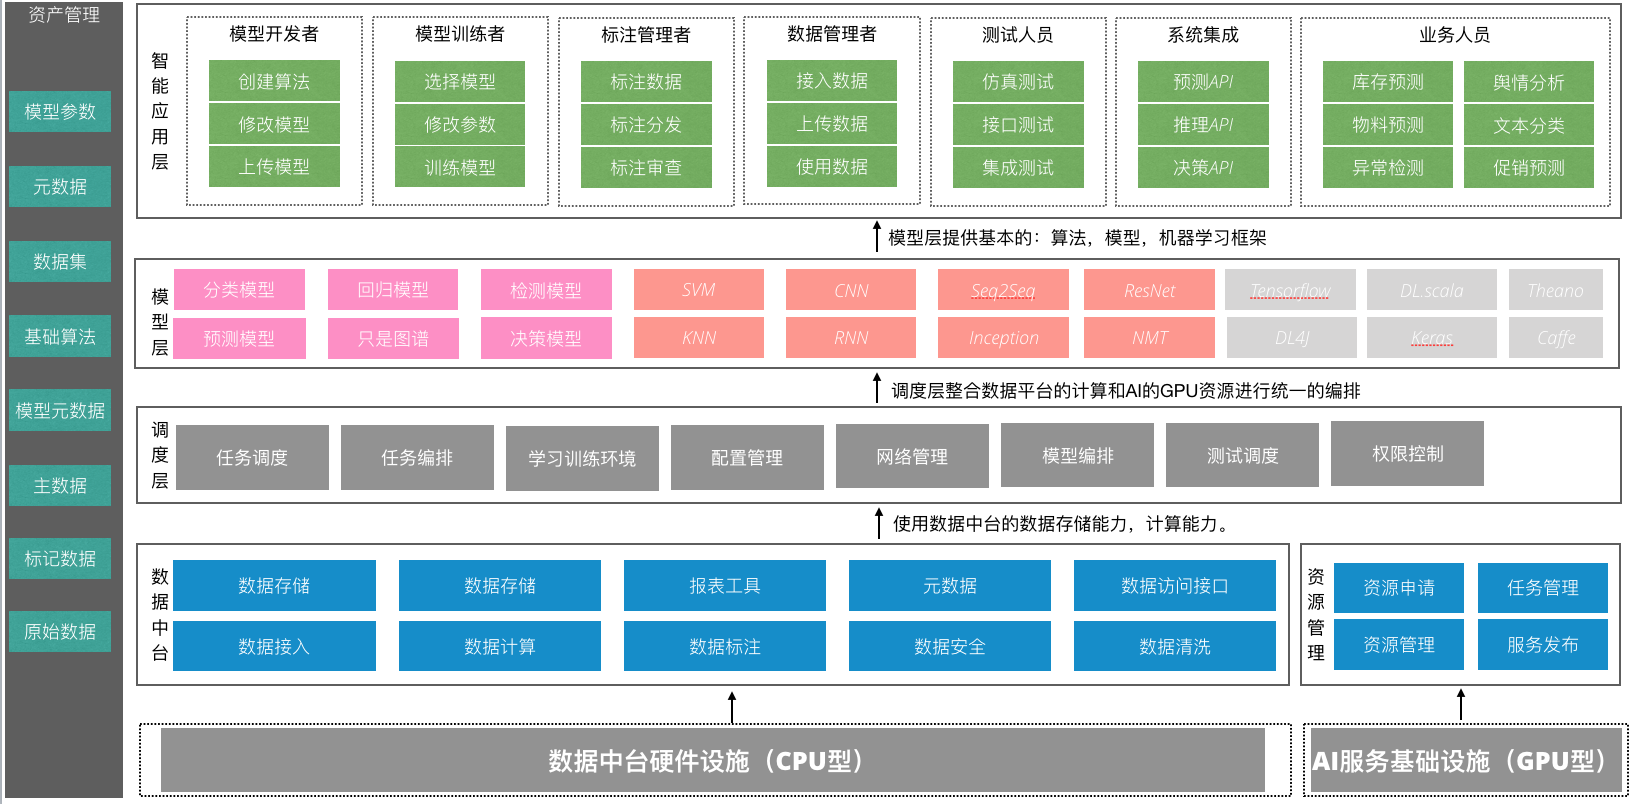 资产管理
模型参数
元数据
数据集
基础算法
模型元数据
主数据
标记数据
原始数据
智能应用层
模型开发者
创建算法
修改模型
上传模型
模型训练者
选择模型
修改参数
训练模型
标注管理者
标注数据
标注分发
标注审查
数据管理者
接入数据
上传数据
使用数据
测试人员
仿真测试
接口测试
集成测试
系统集成
预测API
推理API
决策API
业务人员
库存预测
舆情分析
物料预测
文本分类
异常检测
促销预测
模型层提供基本的：算法，模型，机器学习框架
模型层
分类模型
回归模型
检测模型
SVM
CNN
Seq2Seq
ResNet
Tensorflow
DL.scala
Theano
预测模型
只是图谱
决策模型
KNN
RNN
Inception
NMT
DL4J
Keras
Caffe
调度层整合数据平台的计算和AI的GPU资源进行统一的编排
调度层
任务调度
任务编排
学习训练环境
配置管理
网络管理
模型编排
测试调度
权限控制
使用数据中台的数据存储能力，计算能力。
数据中台
数据存储
数据存储
报表工具
元数据
数据访问接口
数据接入
数据计算
数据标注
数据安全
数据清洗
资源管理
资源申请
任务管理
资源管理
服务发布
数据中台硬件设施（CPU型）
AI服务基础设施（GPU型）